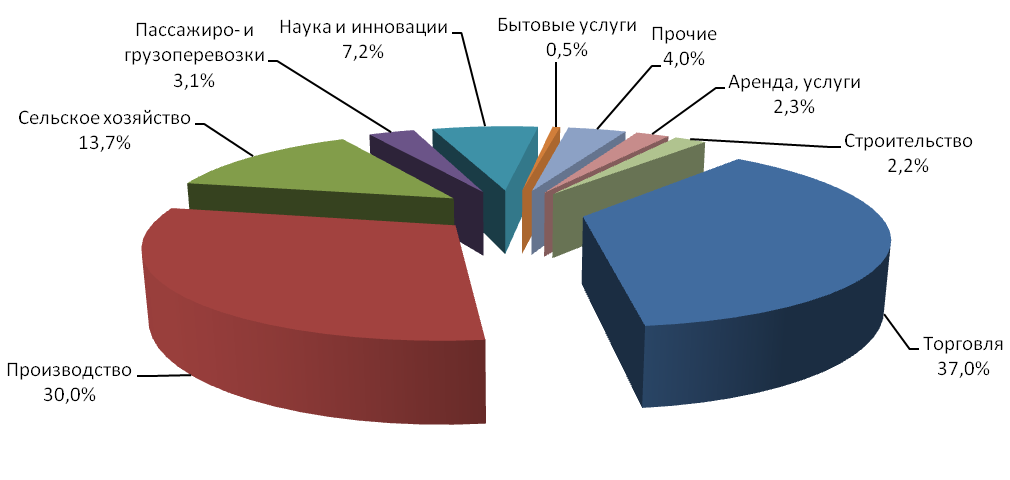 Пассажиро- и
грузоперевозки
3,1%
Наука и инновации
7,2%
Бытовые услуги
0,5%
Прочие
4,0%
Аренда, услуги
2,3%
Сельское хозяйство
13,7%
Строительство
2,2%
Торговля
37,0%
Производство
30,0%